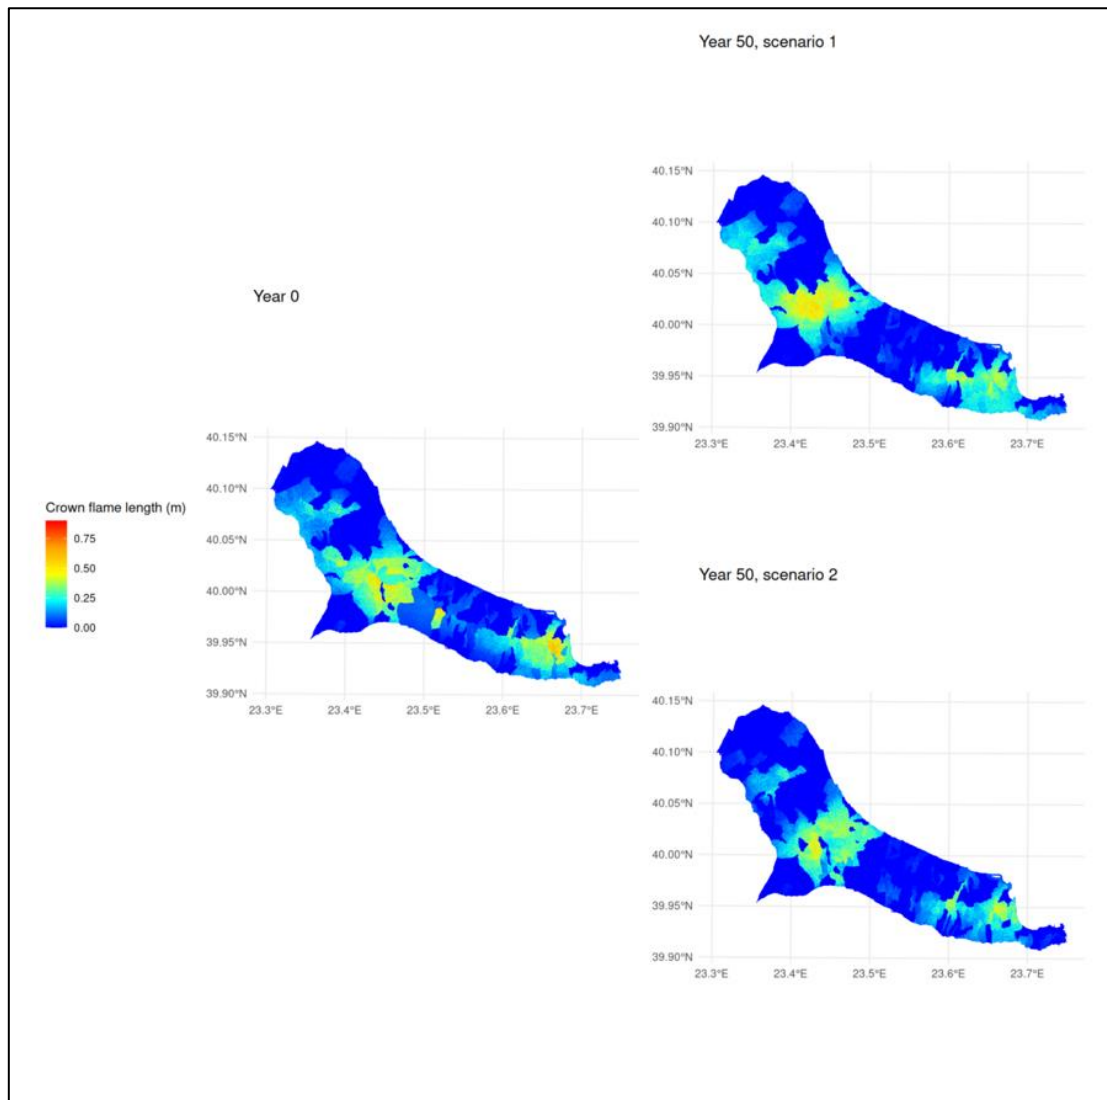 Year 50, scenario 1
40.15°N
40.10°N
40.05°N
40.00°N
39.95°N
39.90°N
23.3°E 23.4°E 23.5°E 23.6°E 23.7°E
Year 0
40.15°N
40.10°N
40.05°N
40.00°N
39.95°N
39.90°N
23.3°E 23.4°E 23.5°E 23.6°E 23.7°E
Crown flame length (m)
0.75
0.50
0.25
0.00
Year 50, scenario 2
40.15°N
40.10°N
40.05°N
40.00°N
39.95°N
39.90°N
23.3°E 23.4°E 23.5°E 23.6°E 23.7°E